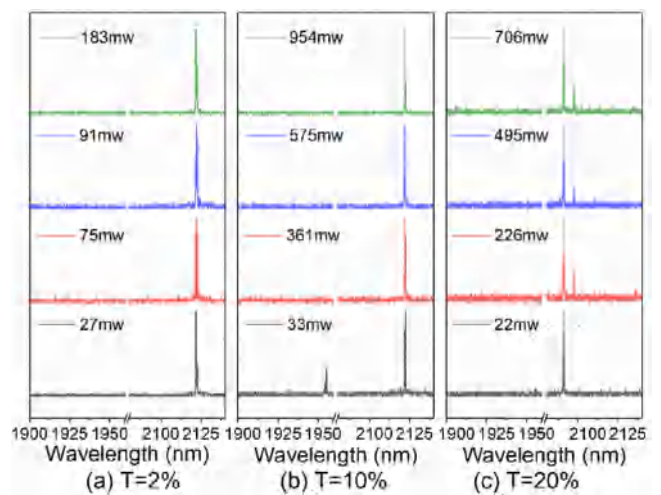 183mw
954mw
706mw
91mw
575mw
495mw
75mw
361mw
226mw
27mw
33mw
22mw
1900 1925 1950 2100 2125 1900 1925 1950 2100 2125 1900 1925 1950 2100 2125
Wavelength (nm) Wavelength (nm) Wavelength (nm)
(a) T=2% (b) T=10% (c) T=20%